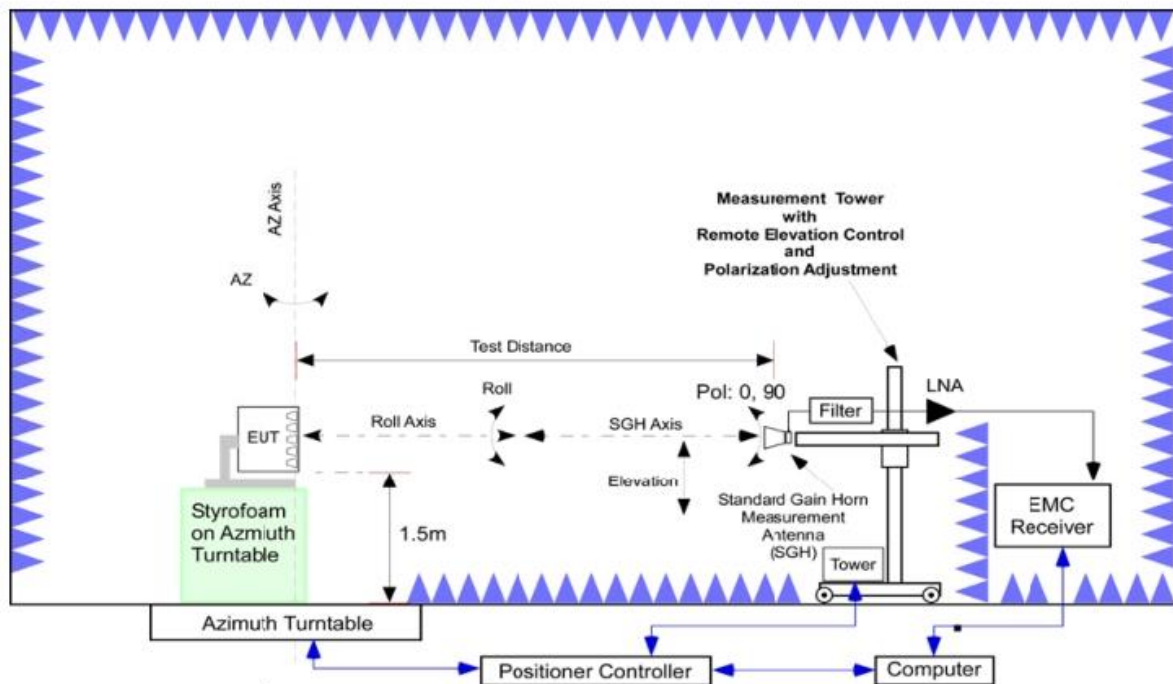 AZ Axis
AZ
Measurement Tower
with
Remote Elevation Control
and
Polarization Adjustment
Test Distance
Roll
Pol: 0, 90
LNA
Filter
EUT
Roll Axis
SGH Axis
Elevation
Standard Gain Horn
Measurement
Antenna
(SGH)
EMC
Receiver
Styrofoam
on Azmiuth
Turntable
1.5m
Tower
Azimuth Turntable
Positioner Controller
Computer